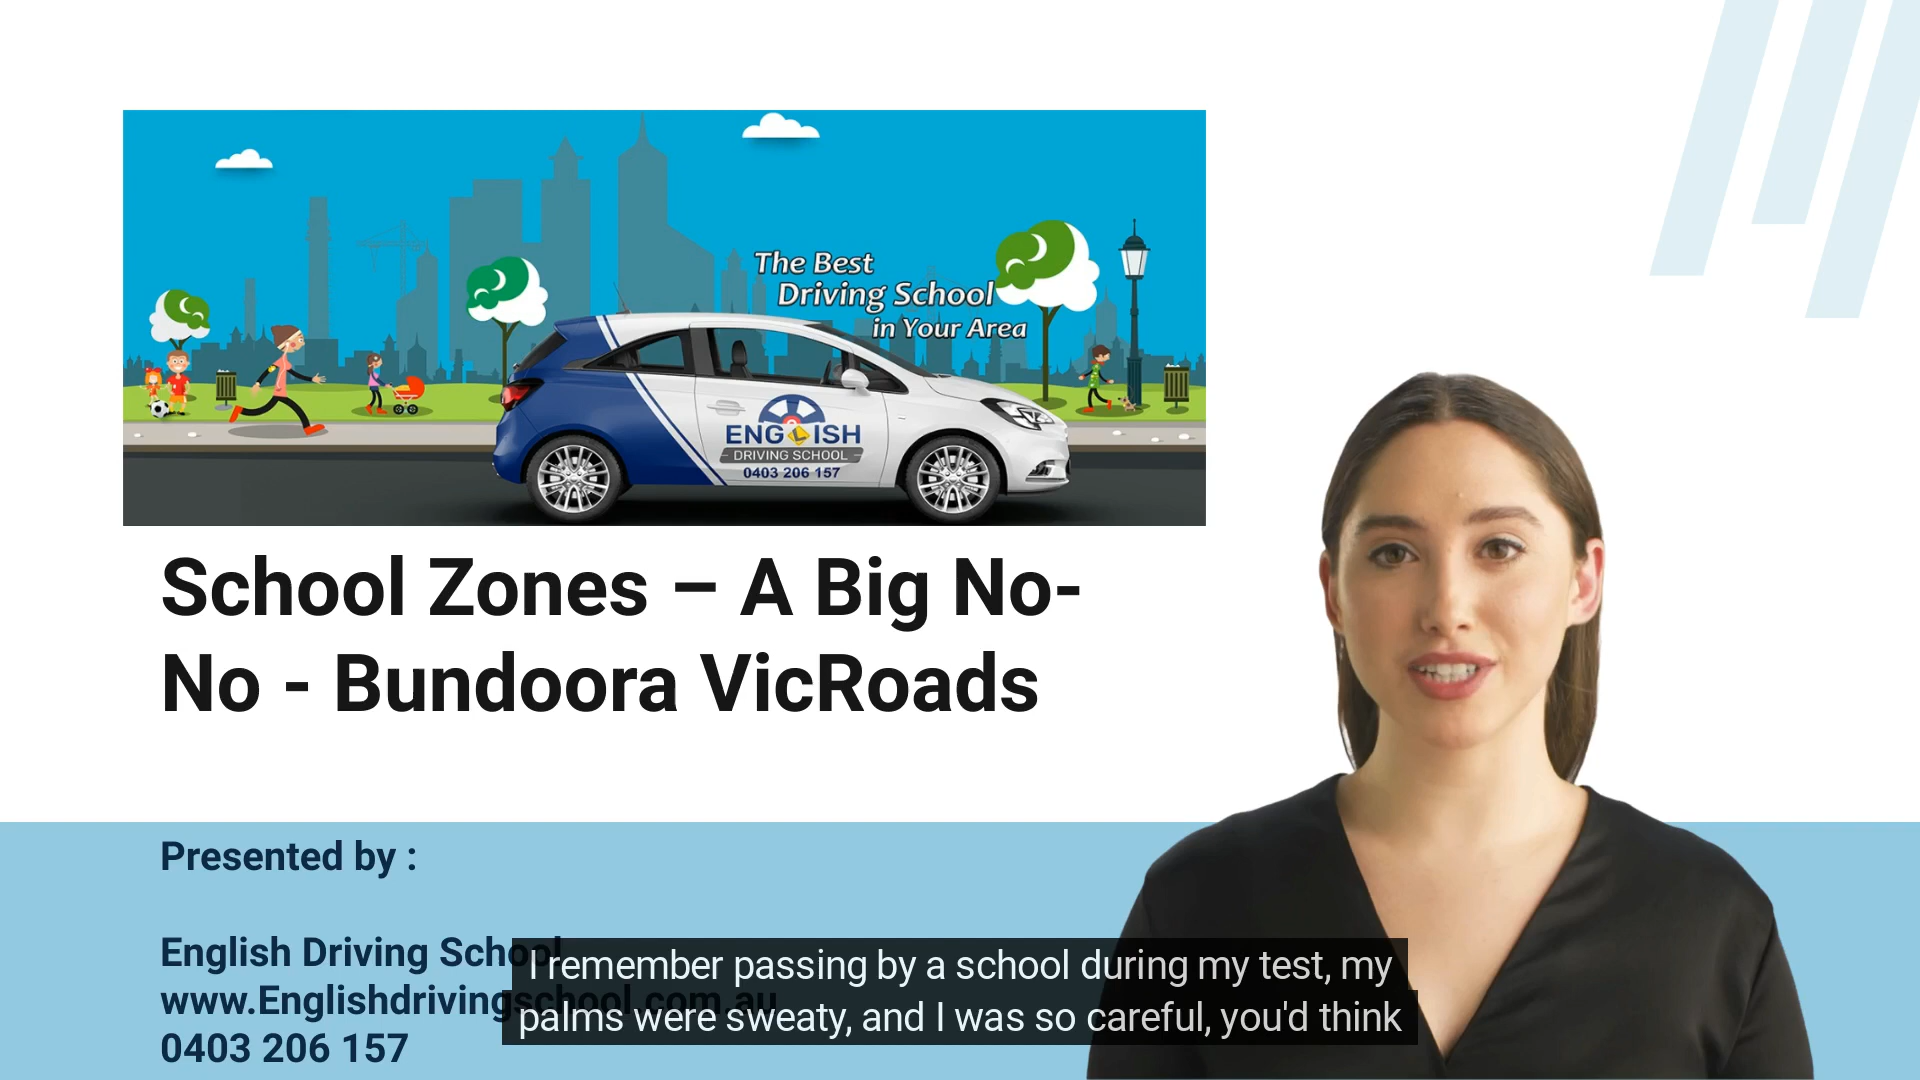 The Best
Driving School
in Your Area
ENGLISH
DRIVING SCHOOL
0403 206 157
School Zones – A Big No-
No - Bundoora VicRoads
Presented by :
English Driving School
www.Englishdrivingschool.com.au
0403 206 157
I remember passing by a school during my test, my
palms were sweaty, and I was so careful, you'd think